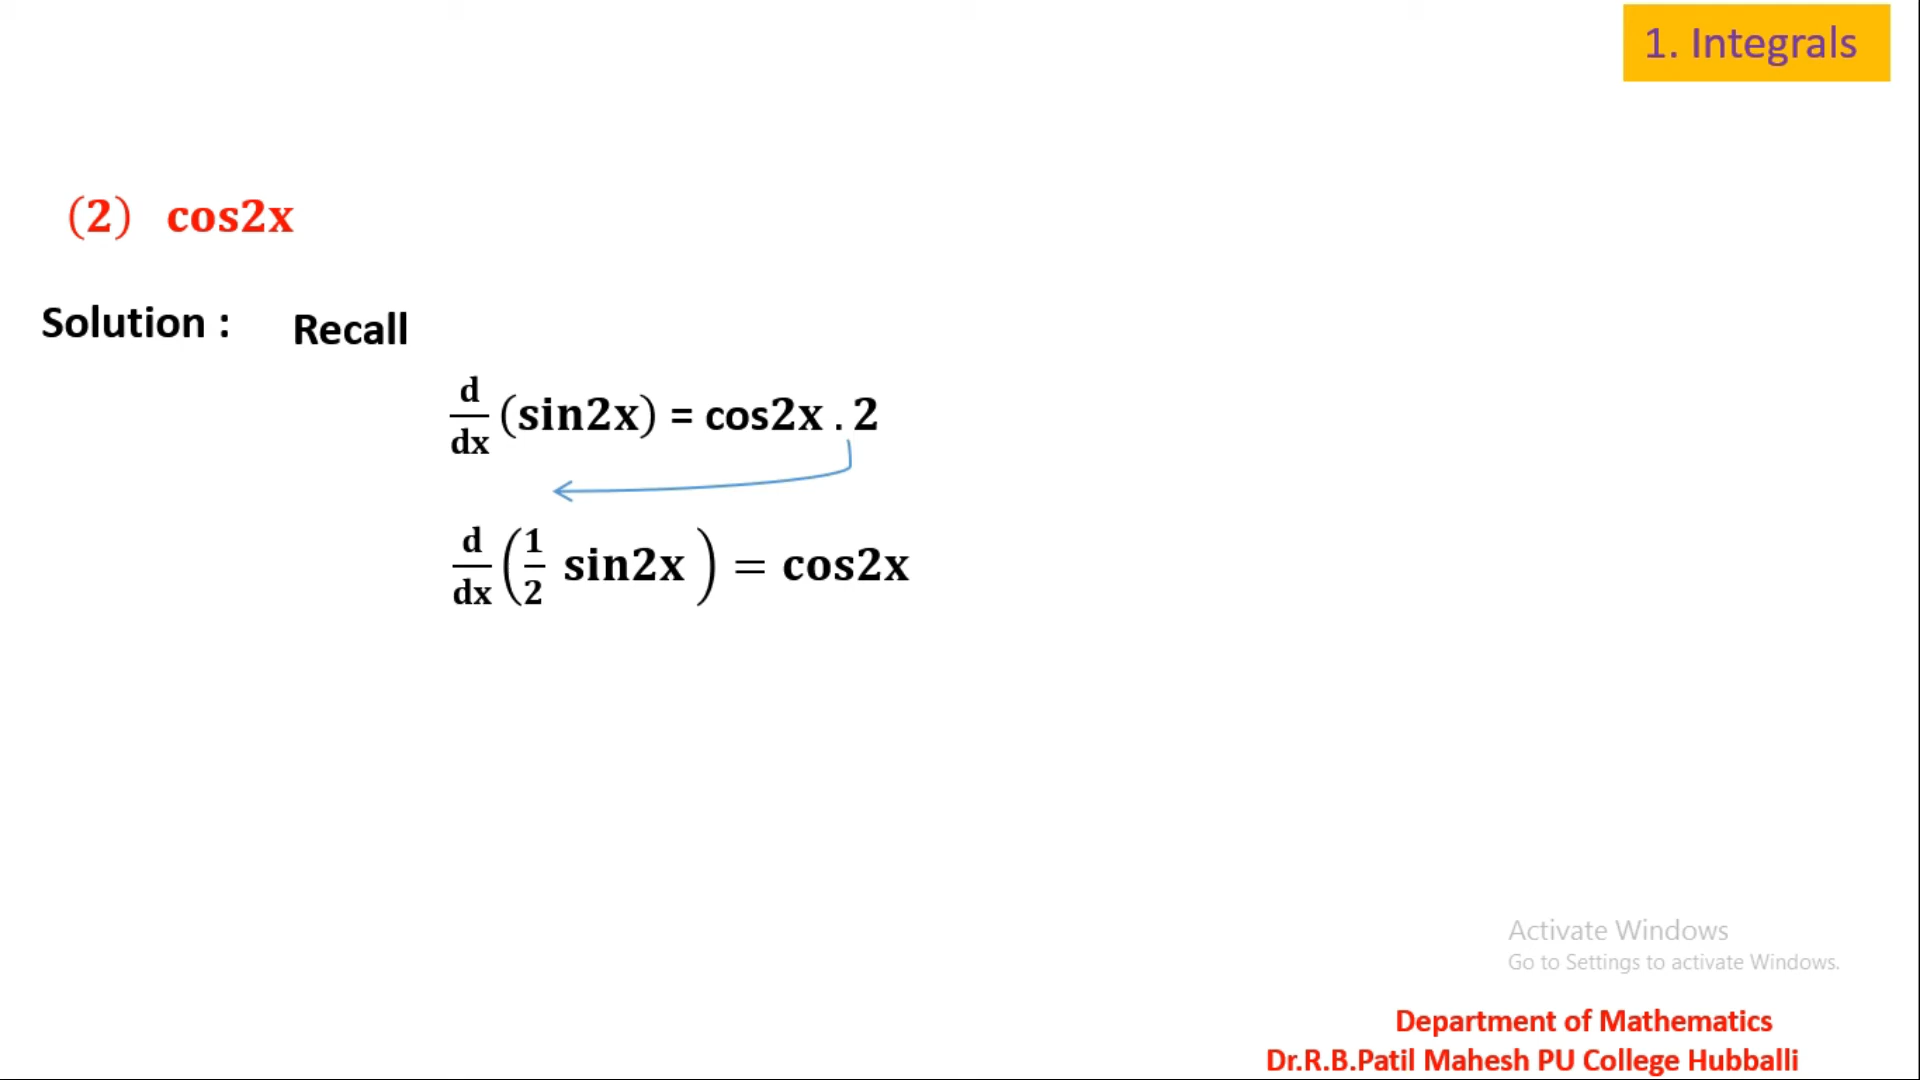 1. Integrals
(2) cos2x
Solution : Recall
d/dx (sin2x) = cos2x . 2
d/dx (1/2 sin2x) = cos2x
Activate Windows
Go to Settings to activate Windows.
Department of Mathematics
Dr.R.B.Patil Mahesh PU College Hubballi